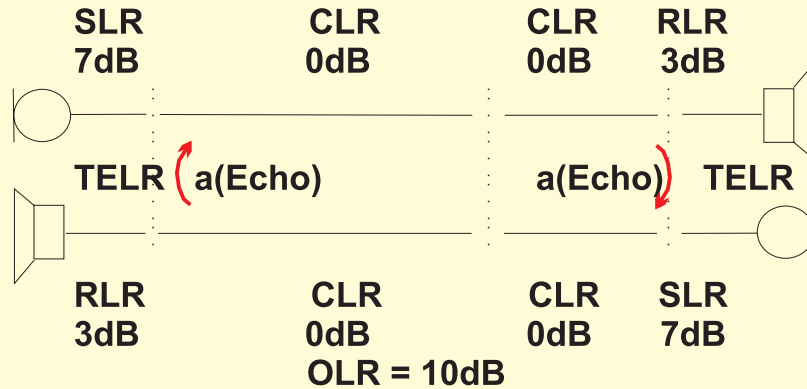 SLR CLR CLR RLR
7dB 0dB 0dB 3dB
TELR a(Echo) a(Echo) TELR
RLR CLR CLR SLR
3dB 0dB 0dB 7dB
OLR = 10dB